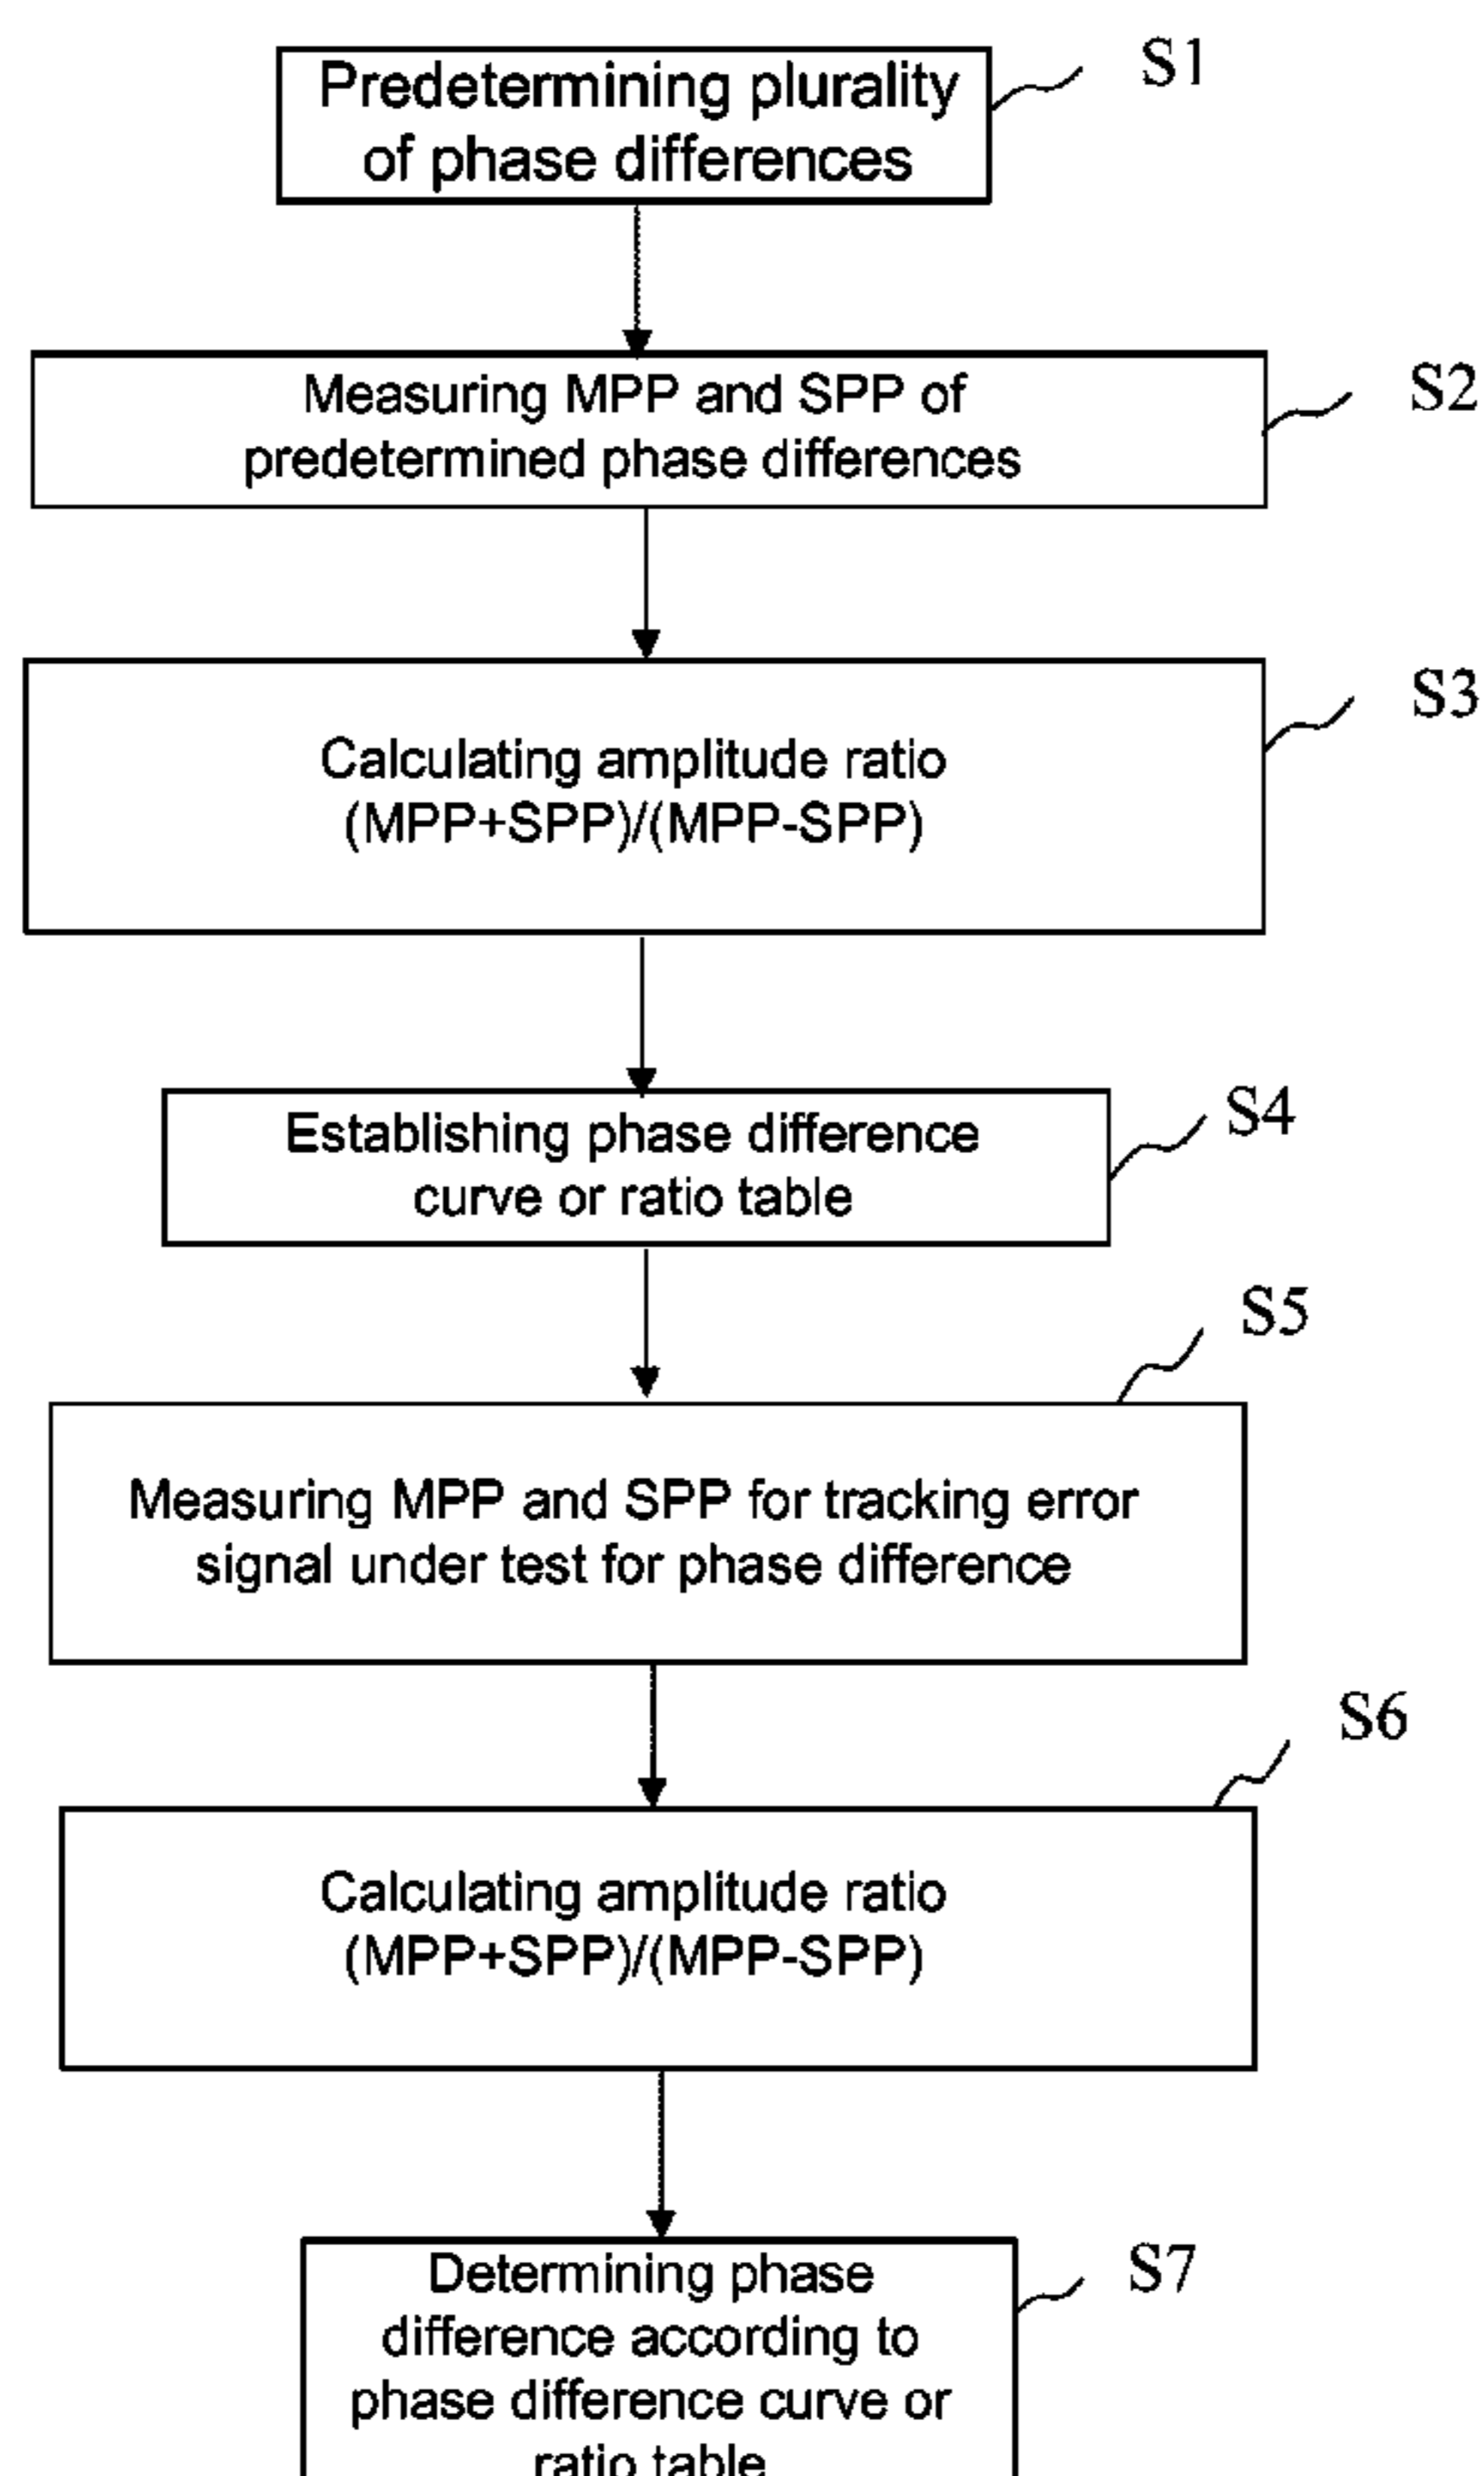 Predetermining plurality
of phase differences
S1
Measuring MPP and SPP of
predetermined phase differences
S2
Calculating amplitude ratio
(MPP+SPP)/(MPP-SPP)
S3
Establishing phase difference
curve or ratio table
S4
S5
Measuring MPP and SPP for tracking error
signal under test for phase difference
S6
Calculating amplitude ratio
(MPP+SPP)/(MPP-SPP)
Determining phase
difference according to
phase difference curve or
ratio table
S7